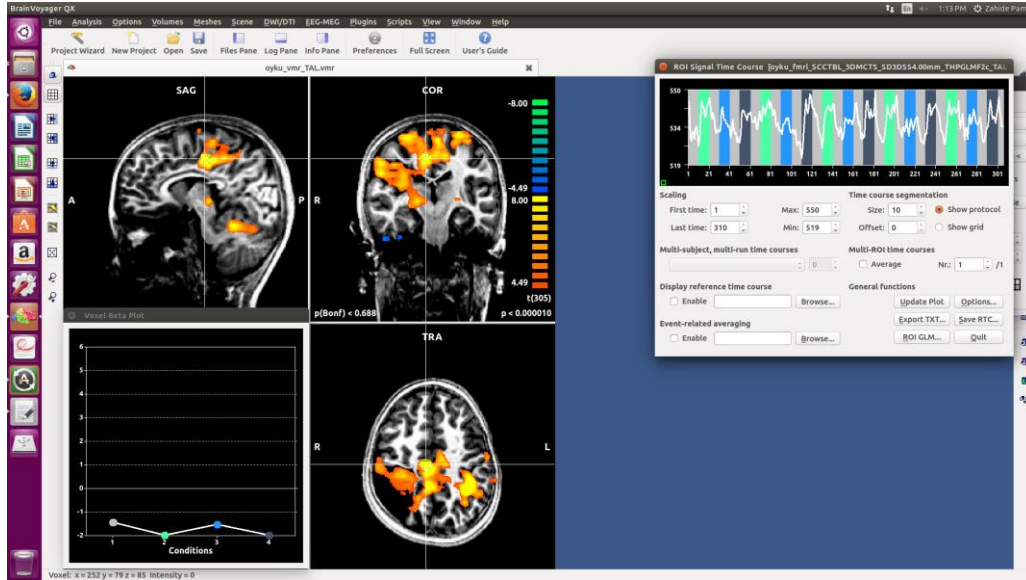 BrainVoyager QX
En
1:13 PM
Zahide Pam
File Analysis Options Volumes Meshes Scene DWI/DTI EEG-MEG Plugins Scripts View Window Help
Project Wizard New Project Open Save Files Pane Log Pane Info Pane Preferences Full Screen User's Guide
oyku_vmr_TAL.vmr
SAG
A
P
COR
R
-8.00
-4.49
8.00
4.49
t(305)
p(Bonf) < 0.688
p < 0.000010
Voxel Beta Plot
6
5
4
3
2
1
0
-1
-2
1 2 3 4
Conditions
TRA
R
L
ROI Signal Time Course [oyku_fmri_SCCTBL_3DMCTS_SD3DSS4.00mm_THPGLMF2c_TAL
550
534
519
1 21 41 61 81 101 121 141 161 181 201 221 241 261 281 301
Scaling
First time: 1 Max: 550
Last time: 310 Min: 519
Time course segmentation
Size: 10 Show protocol
Offset: 0 Show grid
Multi-subject, multi-run time courses
0
Multi-ROI time courses
Average Nr.: 1 /1
Display reference time course
Enable Browse...
General functions
Update Plot Options...
Export TXT... Save RTC...
Event-related averaging
Enable Browse...
ROI GLM... Quit
Voxel: x = 252 y = 79 z = 85 Intensity = 0